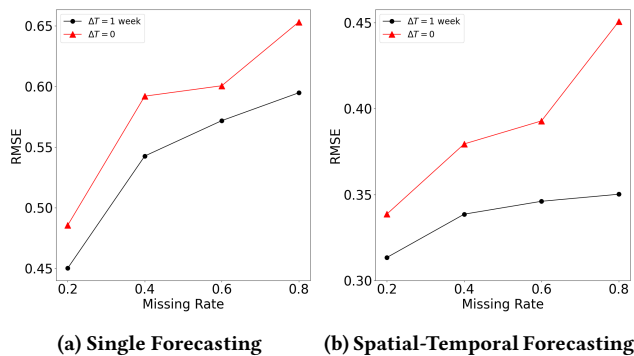 ΔT = 1 week
ΔT = 0
RMSE
0.65
0.60
0.55
0.50
0.45
0.2 0.4 0.6 0.8
Missing Rate
(a) Single Forecasting
ΔT = 1 week
ΔT = 0
RMSE
0.45
0.40
0.35
0.30
0.2 0.4 0.6 0.8
Missing Rate
(b) Spatial-Temporal Forecasting